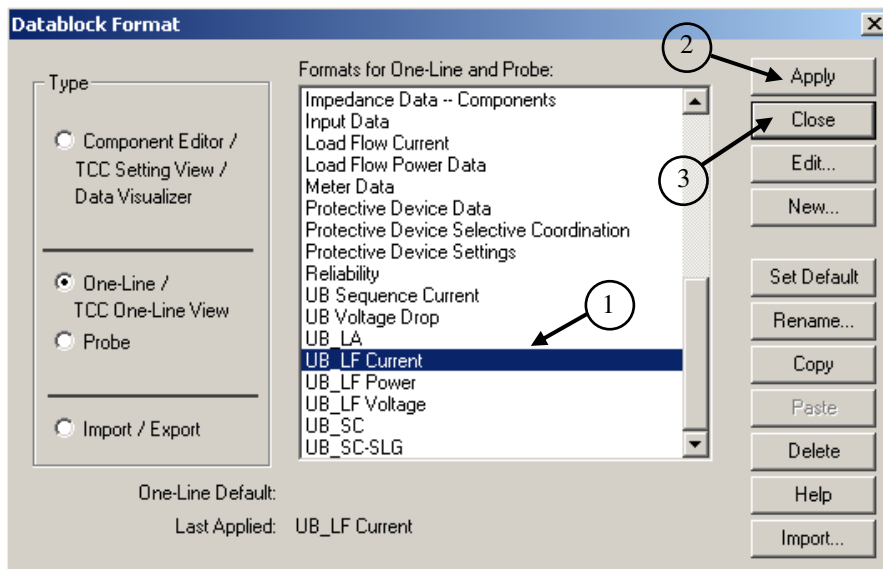 Datablock Format
Type
Component Editor /
TCC Setting View /
Data Visualizer
One-Line /
TCC One-Line View
Probe
Import / Export
Formats for One-Line and Probe:
Impedance Data -- Components
Input Data
Load Flow Current
Load Flow Power Data
Meter Data
Protective Device Data
Protective Device Selective Coordination
Protective Device Settings
Reliability
UB Sequence Current
UB Voltage Drop
UB_LA
UB_LF Current
UB_LF Power
UB_LF Voltage
UB_SC
UB_SC-SLG
1
2
3
Apply
Close
Edit...
New...
Set Default
Rename...
Copy
Paste
Delete
Help
Import...
One-Line Default:
Last Applied: UB_LF Current